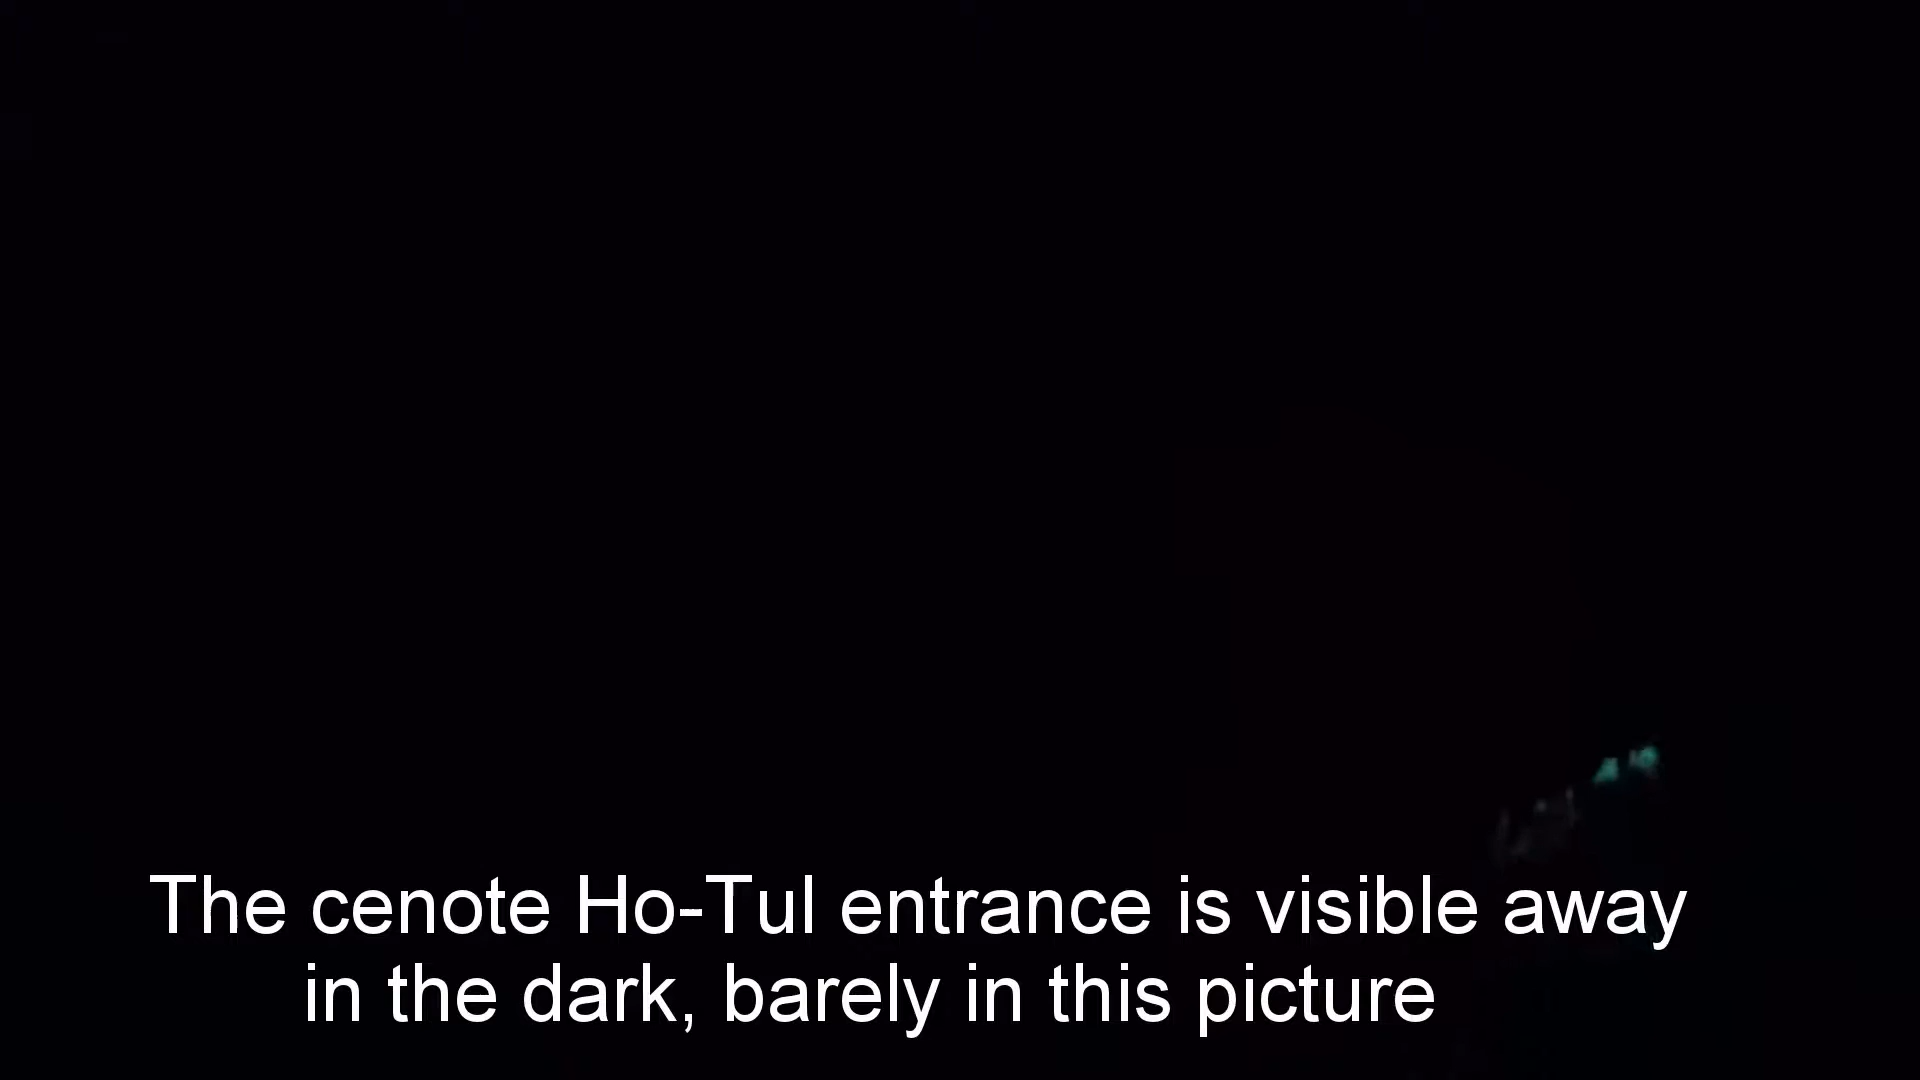 The cenote Ho-Tul entrance is visible away
in the dark, barely in this picture